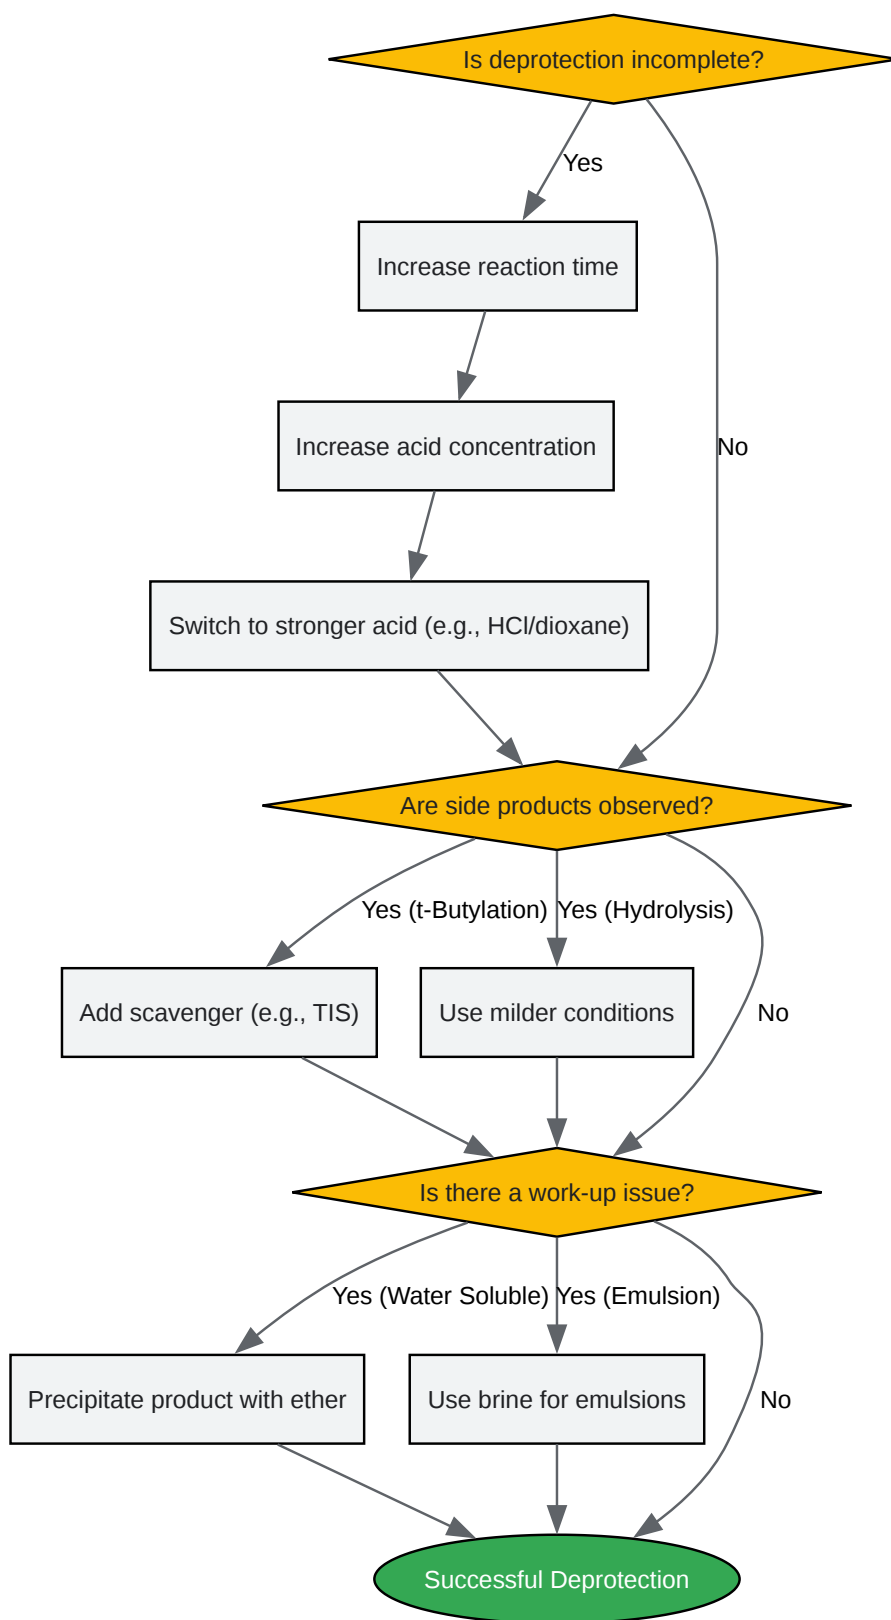 Is deprotection incomplete?
Yes
Increase reaction time
Increase acid concentration
No
Switch to stronger acid (e.g., HCl/dioxane)
Are side products observed?
Yes (t-Butylation)
Yes (Hydrolysis)
Add scavenger (e.g., TIS)
Use milder conditions
No
Is there a work-up issue?
Yes (Water Soluble)
Yes (Emulsion)
Precipitate product with ether
Use brine for emulsions
No
Successful Deprotection